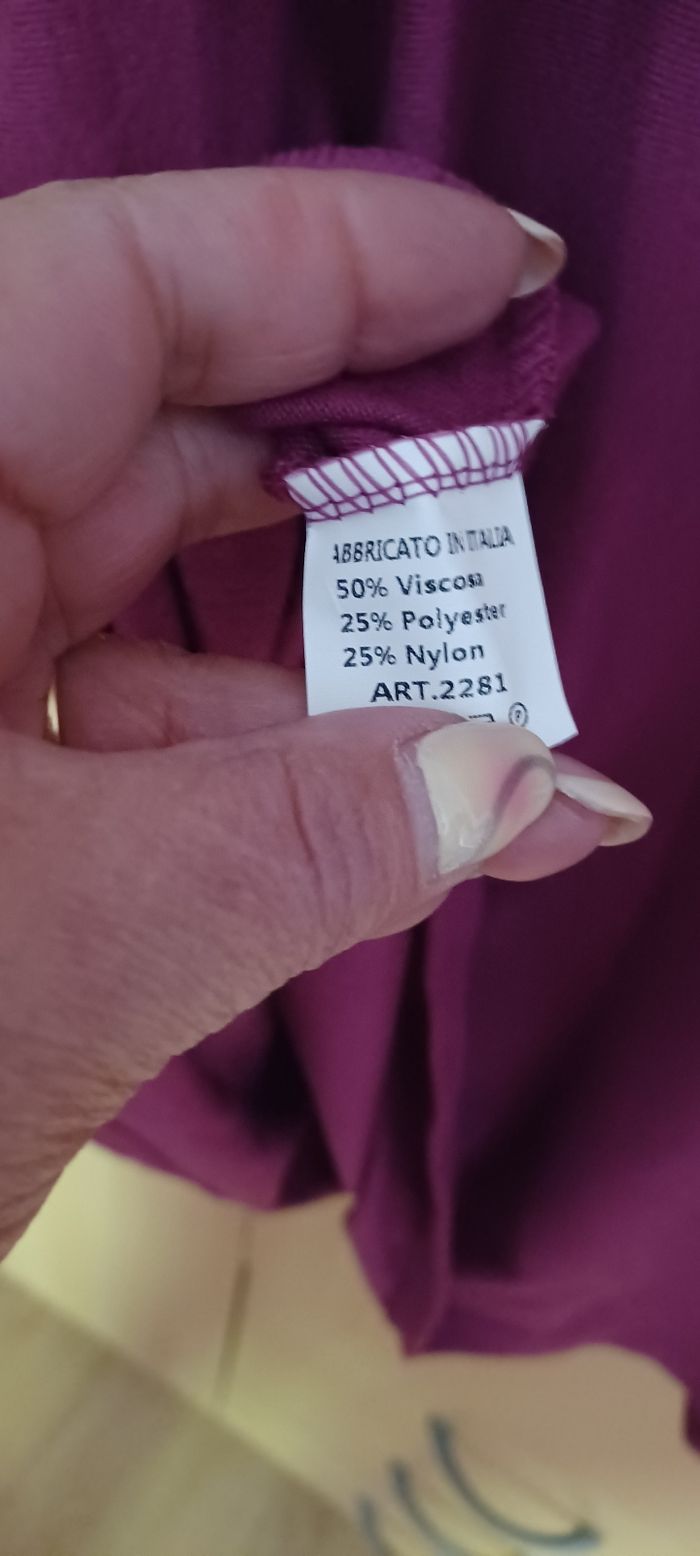 ABBRICATO IN ITALIA
50% Viscosa
25% Polyester
25% Nylon
ART.2281
P